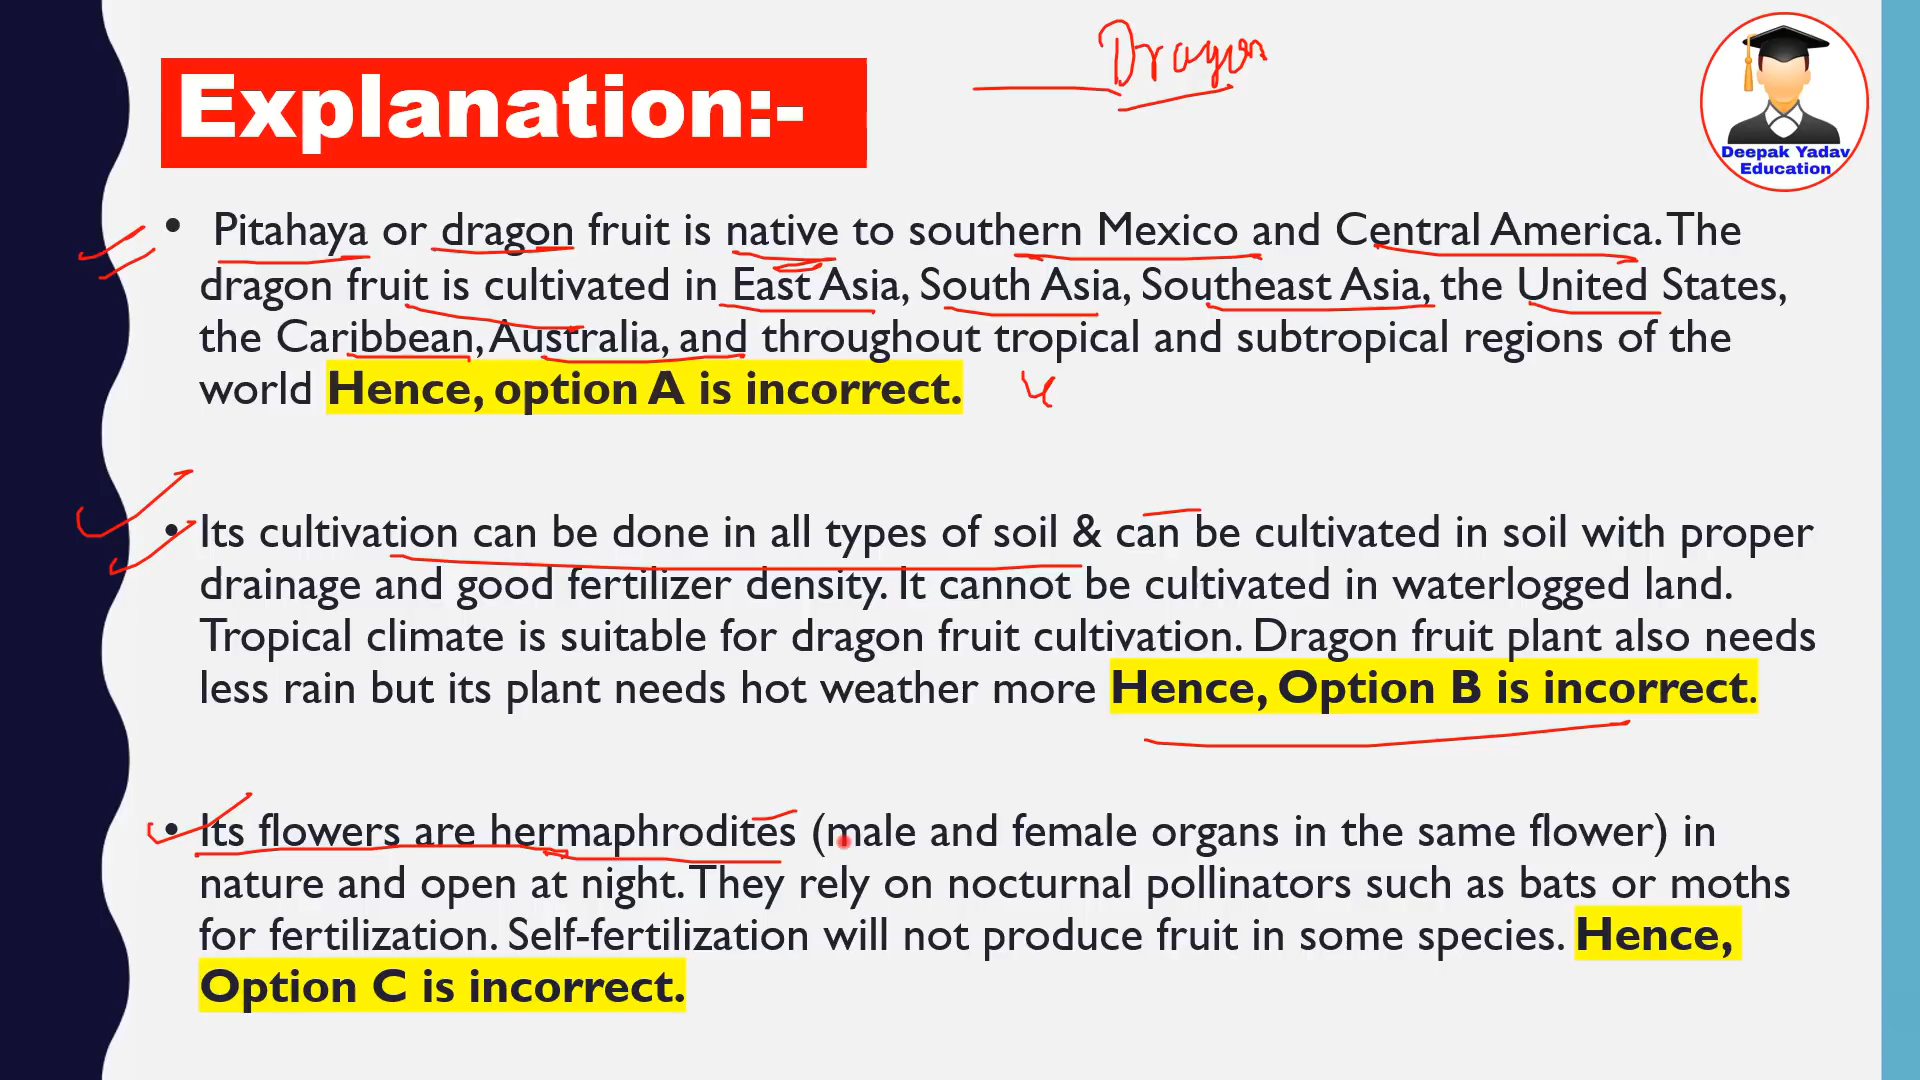 Dragon
Explanation:-
Deepak Yadav
Education
• Pitahaya or dragon fruit is native to southern Mexico and Central America. The
dragon fruit is cultivated in East Asia, South Asia, Southeast Asia, the United States,
the Caribbean, Australia, and throughout tropical and subtropical regions of the
world Hence, option A is incorrect.
• Its cultivation can be done in all types of soil & can be cultivated in soil with proper
drainage and good fertilizer density. It cannot be cultivated in waterlogged land.
Tropical climate is suitable for dragon fruit cultivation. Dragon fruit plant also needs
less rain but its plant needs hot weather more Hence, Option B is incorrect.
• Its flowers are hermaphrodites (male and female organs in the same flower) in
nature and open at night. They rely on nocturnal pollinators such as bats or moths
for fertilization. Self-fertilization will not produce fruit in some species. Hence,
Option C is incorrect.